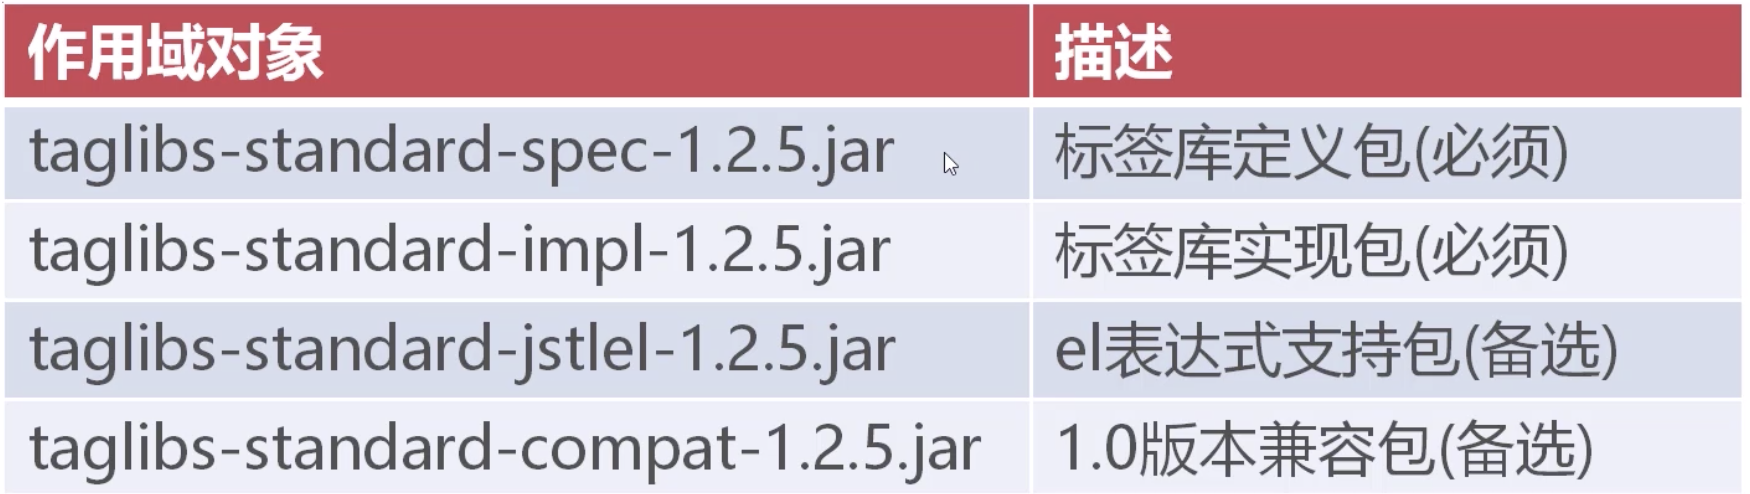 作用域对象 描述
taglibs-standard-spec-1.2.5.jar 标签库定义包(必须)
taglibs-standard-impl-1.2.5.jar 标签库实现包(必须)
taglibs-standard-jstlel-1.2.5.jar el表达式支持包(备选)
taglibs-standard-compat-1.2.5.jar 1.0版本兼容包(备选)